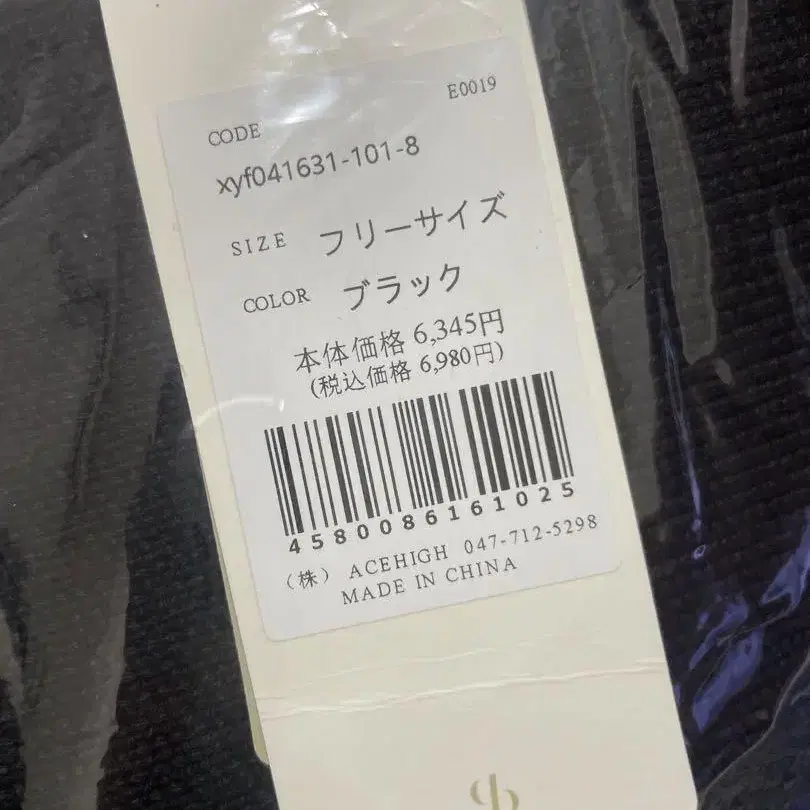 E0019
CODE
xyf041631-101-8
SIZE フリーサイズ
COLOR ブラック
本体価格 6,345円
(税込価格 6,980円)
4580086161025
（株） ACEHIGH 047-712-5298
MADE IN CHINA